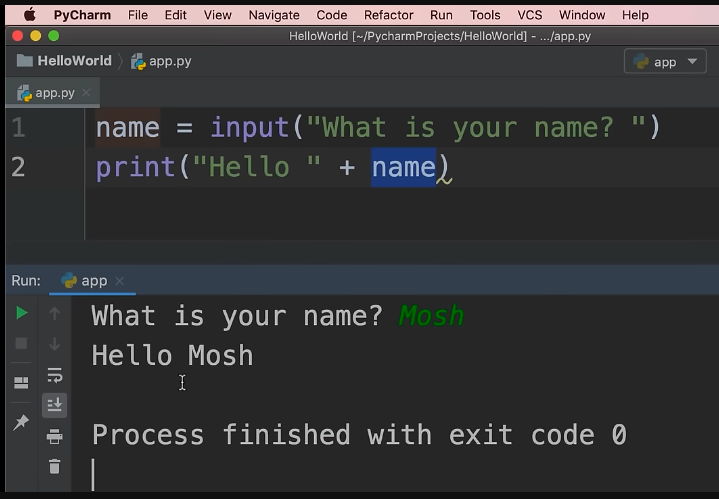 PyCharm File Edit View Navigate Code Refactor Run Tools VCS Window Help
HelloWorld [~/PycharmProjects/HelloWorld] - .../app.py
HelloWorld app.py app
app.py
1 name = input("What is your name? ")
2 print("Hello " + name)
Run: app
What is your name? Mosh
Hello Mosh
Process finished with exit code 0